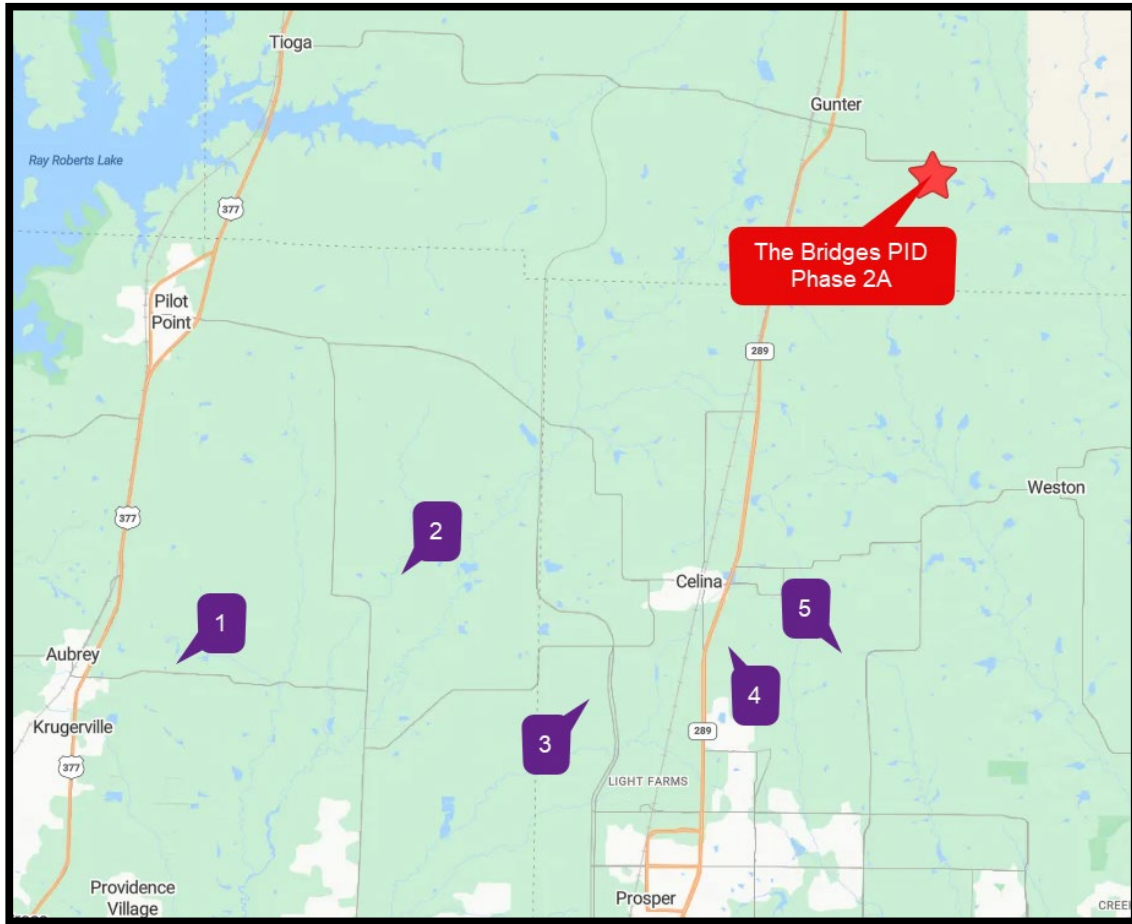 Tioga
Gunter
Ray Roberts Lake
377
The Bridges PID
Phase 2A
Pilot
Point
289
Weston
377
2
Celina
5
1
Aubrey
4
3
Krugerville
289
377
LIGHT FARMS
Providence
Village
Prosper